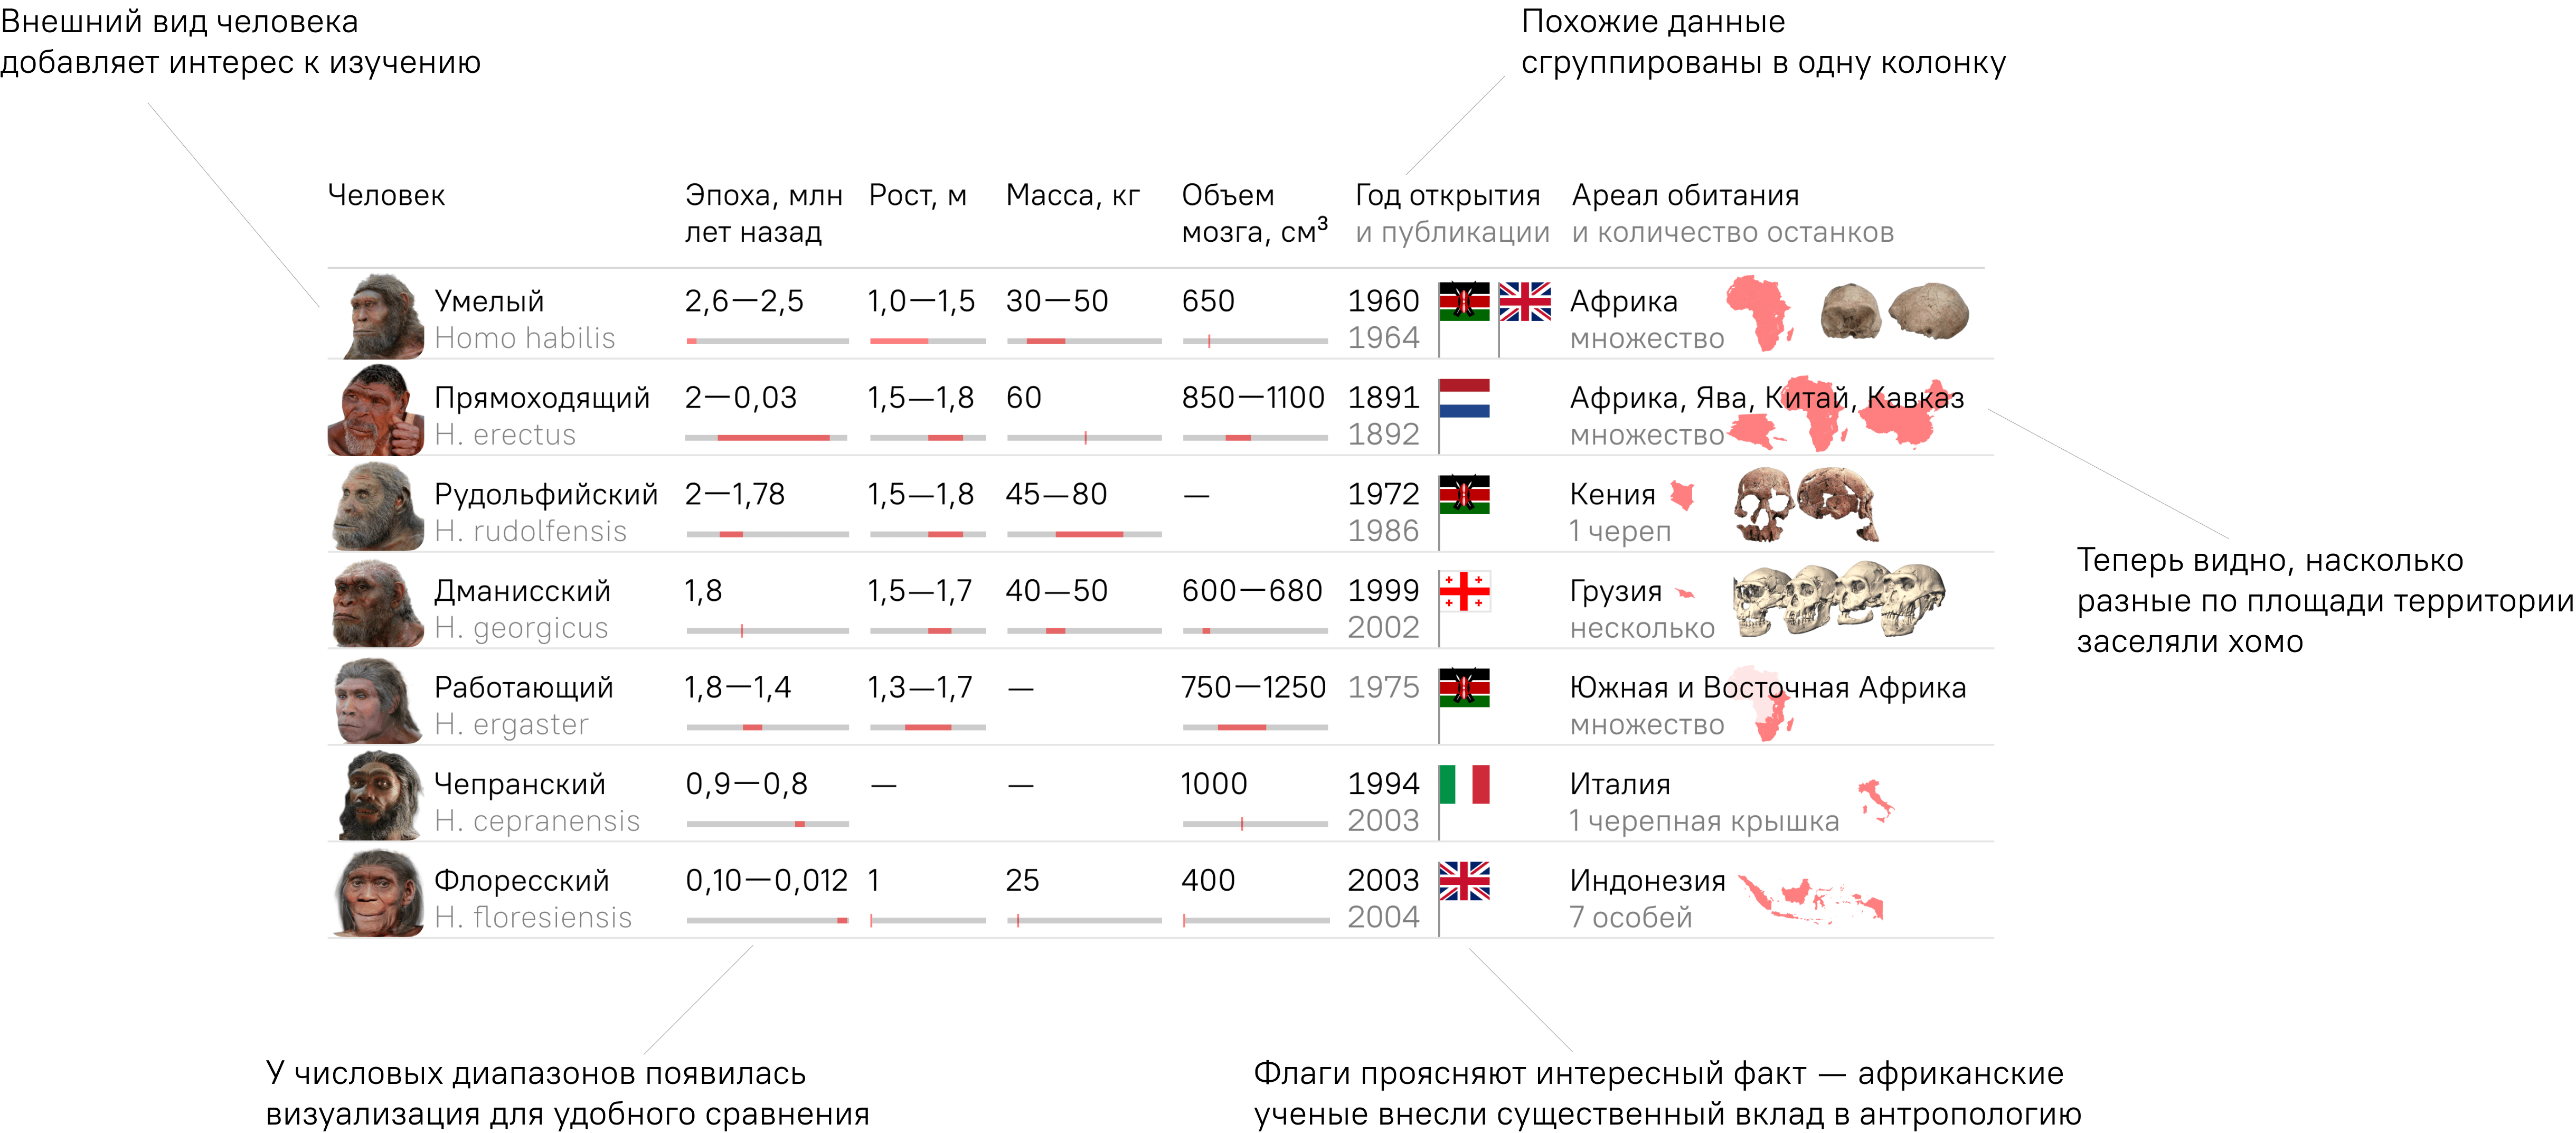 Внешний вид человека
добавляет интерес к изучению
Похожие данные
сгруппированы в одну колонку
Человек
Эпоха, млн
лет назад
Рост, м
Масса, кг
Объем
мозга, см³
Год открытия
и публикации
Ареал обитания
и количество останков
Умелый
Homo habilis
2,6—2,5
1,0—1,5
30—50
650
1960
1964
Африка
множество
Прямоходящий
H. erectus
2—0,03
1,5—1,8
60
850—1100
1891
1892
Африка, Ява, Китай, Кавказ
множество
Рудольфийский
H. rudolfensis
2—1,78
1,5—1,8
45—80
—
1972
1986
Кения
1 череп
Дманисский
H. georgicus
1,8
1,5—1,7
40—50
600—680
1999
2002
Грузия
несколько
Работающий
H. ergaster
1,8—1,4
1,3—1,7
—
750—1250
1975
Южная и Восточная Африка
множество
Чепранский
H. cepranensis
0,9—0,8
—
—
1000
1994
2003
Италия
1 черепная крышка
Флоресский
H. floresiensis
0,10—0,012
1
25
400
2003
2004
Индонезия
7 особей
Теперь видно, насколько
разные по площади территории
заселяли хомо
У числовых диапазонов появилась
визуализация для удобного сравнения
Флаги проясняют интересный факт — африканские
ученые внесли существенный вклад в антропологию